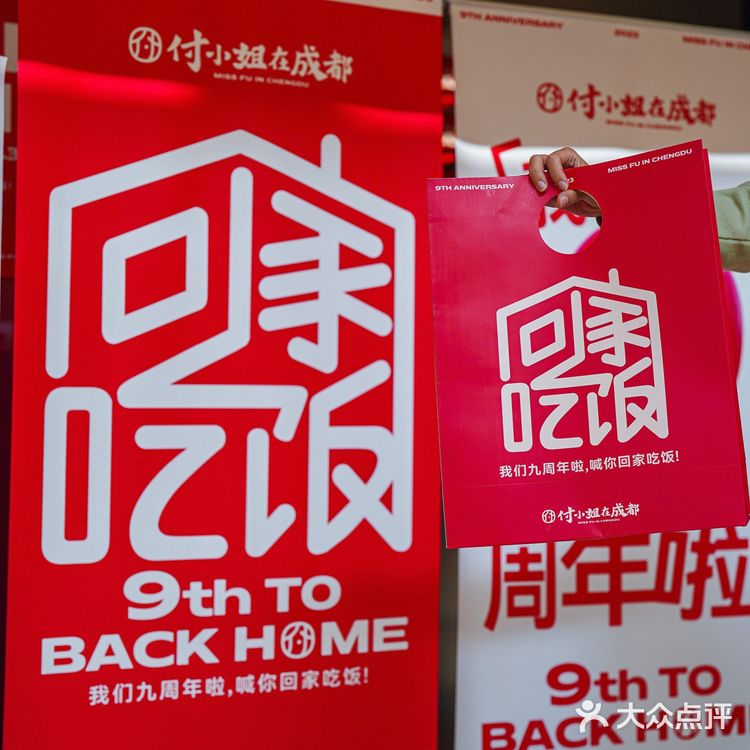 付小姐在成都
MISS FU IN CHENGDU
回家
吃饭
9th TO
BACK HOME
我们九周年啦,喊你回家吃饭!
9TH ANNIVERSARY
2023
付小姐在成都
MISS FU IN CHENGDU
9TH ANNIVERSARY
MISS FU IN CHENGDU
回家
吃饭
我们九周年啦,喊你回家吃饭!
付小姐在成都
MISS FU IN CHENGDU
周年啦
9th TO
BACK HOME
大众点评